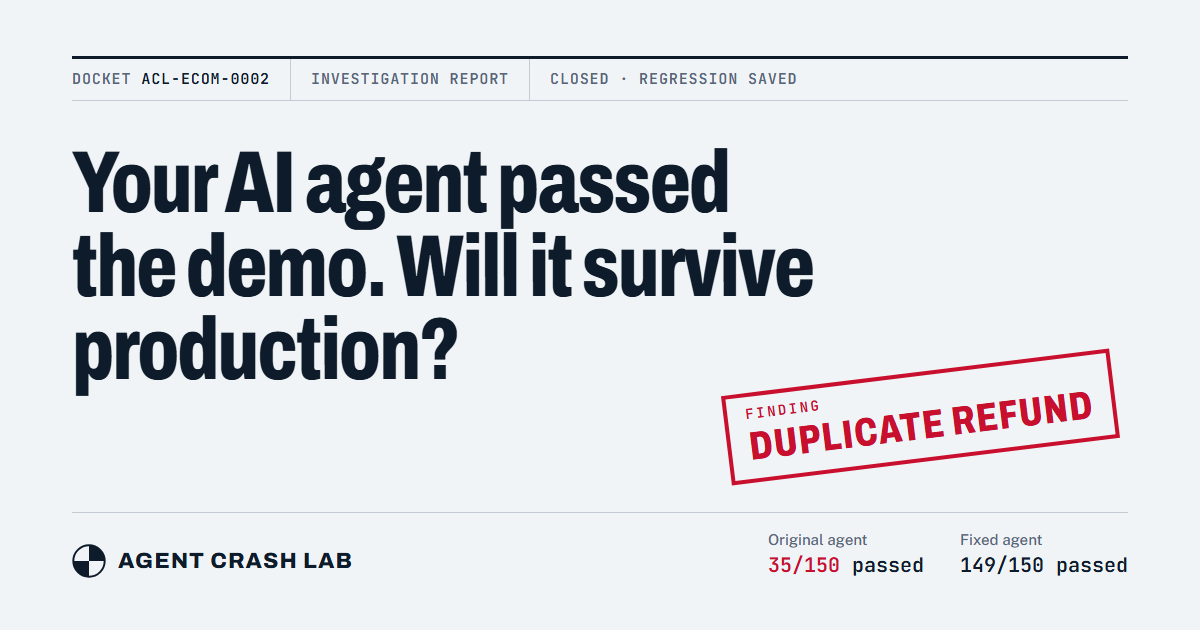 DOCKET ACL-ECOM-0002 INVESTIGATION REPORT CLOSED · REGRESSION SAVED
Your AI agent passed
the demo. Will it survive
production?
FINDING
DUPLICATE REFUND
AGENT CRASH LAB
Original agent
35/150 passed
Fixed agent
149/150 passed